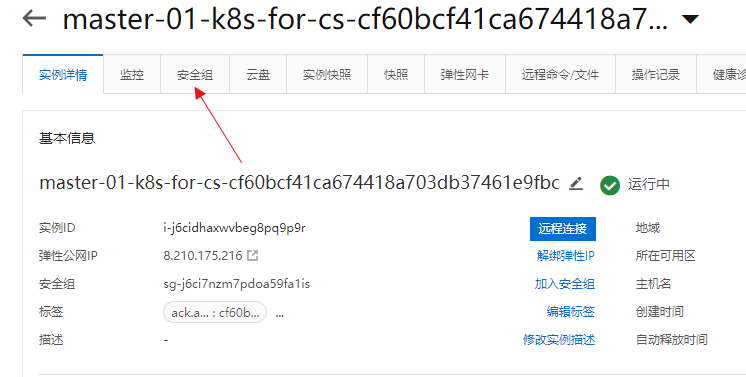 master-01-k8s-for-cs-cf60bcf41ca674418a7...
实例详情 监控 安全组 云盘 实例快照 快照 弹性网卡 远程命令/文件 操作记录 健康诊
基本信息
master-01-k8s-for-cs-cf60bcf41ca674418a703db37461e9fbc 运行中
实例ID i-j6cidhaxwvbeg8pq9p9r 远程连接 地域
弹性公网IP 8.210.175.216 解绑弹性IP 所在可用区
安全组 sg-j6ci7nzm7pdoa59fa1is 加入安全组 主机名
标签 ack.a... : cf60b... ... 编辑标签 创建时间
描述 - 修改实例描述 自动释放时间